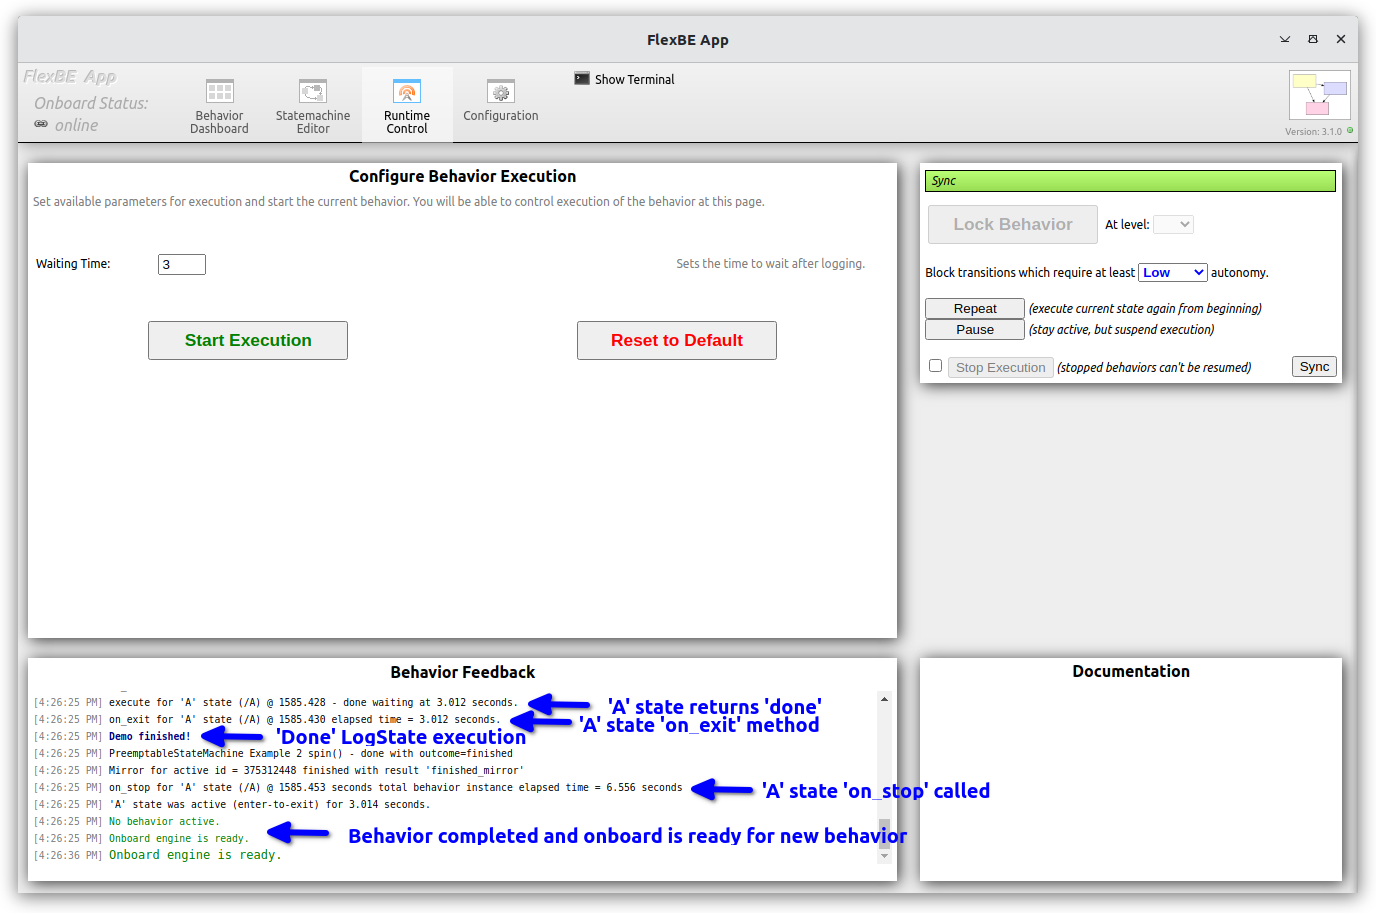 FlexBE App
FlexBE App
Onboard Status:
online
Behavior
Dashboard
Statemachine
Editor
Runtime
Control
Configuration
Show Terminal
Version: 3.1.0
Configure Behavior Execution
Set available parameters for execution and start the current behavior. You will be able to control execution of the behavior at this page.
Waiting Time:
3
Sets the time to wait after logging.
Start Execution
Reset to Default
Sync
Lock Behavior
At level:
Block transitions which require at least Low autonomy.
Repeat (execute current state again from beginning)
Pause (stay active, but suspend execution)
Stop Execution (stopped behaviors can't be resumed)
Sync
Behavior Feedback
[4:26:25 PM] execute for 'A' state (/A) @ 1585.428 - done waiting at 3.012 seconds.
'A' state returns 'done'
[4:26:25 PM] on_exit for 'A' state (/A) @ 1585.430 elapsed time = 3.012 seconds.
'A' state 'on_exit' method
[4:26:25 PM] Demo finished!
'Done' LogState execution
[4:26:25 PM] PreemptableStateMachine Example 2 spin() - done with outcome=finished
[4:26:25 PM] Mirror for active id = 375312448 finished with result 'finished_mirror'
[4:26:25 PM] on_stop for 'A' state (/A) @ 1585.453 seconds total behavior instance elapsed time = 6.556 seconds
'A' state 'on_stop' called
[4:26:25 PM] 'A' state was active (enter-to-exit) for 3.014 seconds.
[4:26:25 PM] No behavior active.
[4:26:25 PM] Onboard engine is ready.
Behavior completed and onboard is ready for new behavior
[4:26:36 PM] Onboard engine is ready.
Documentation